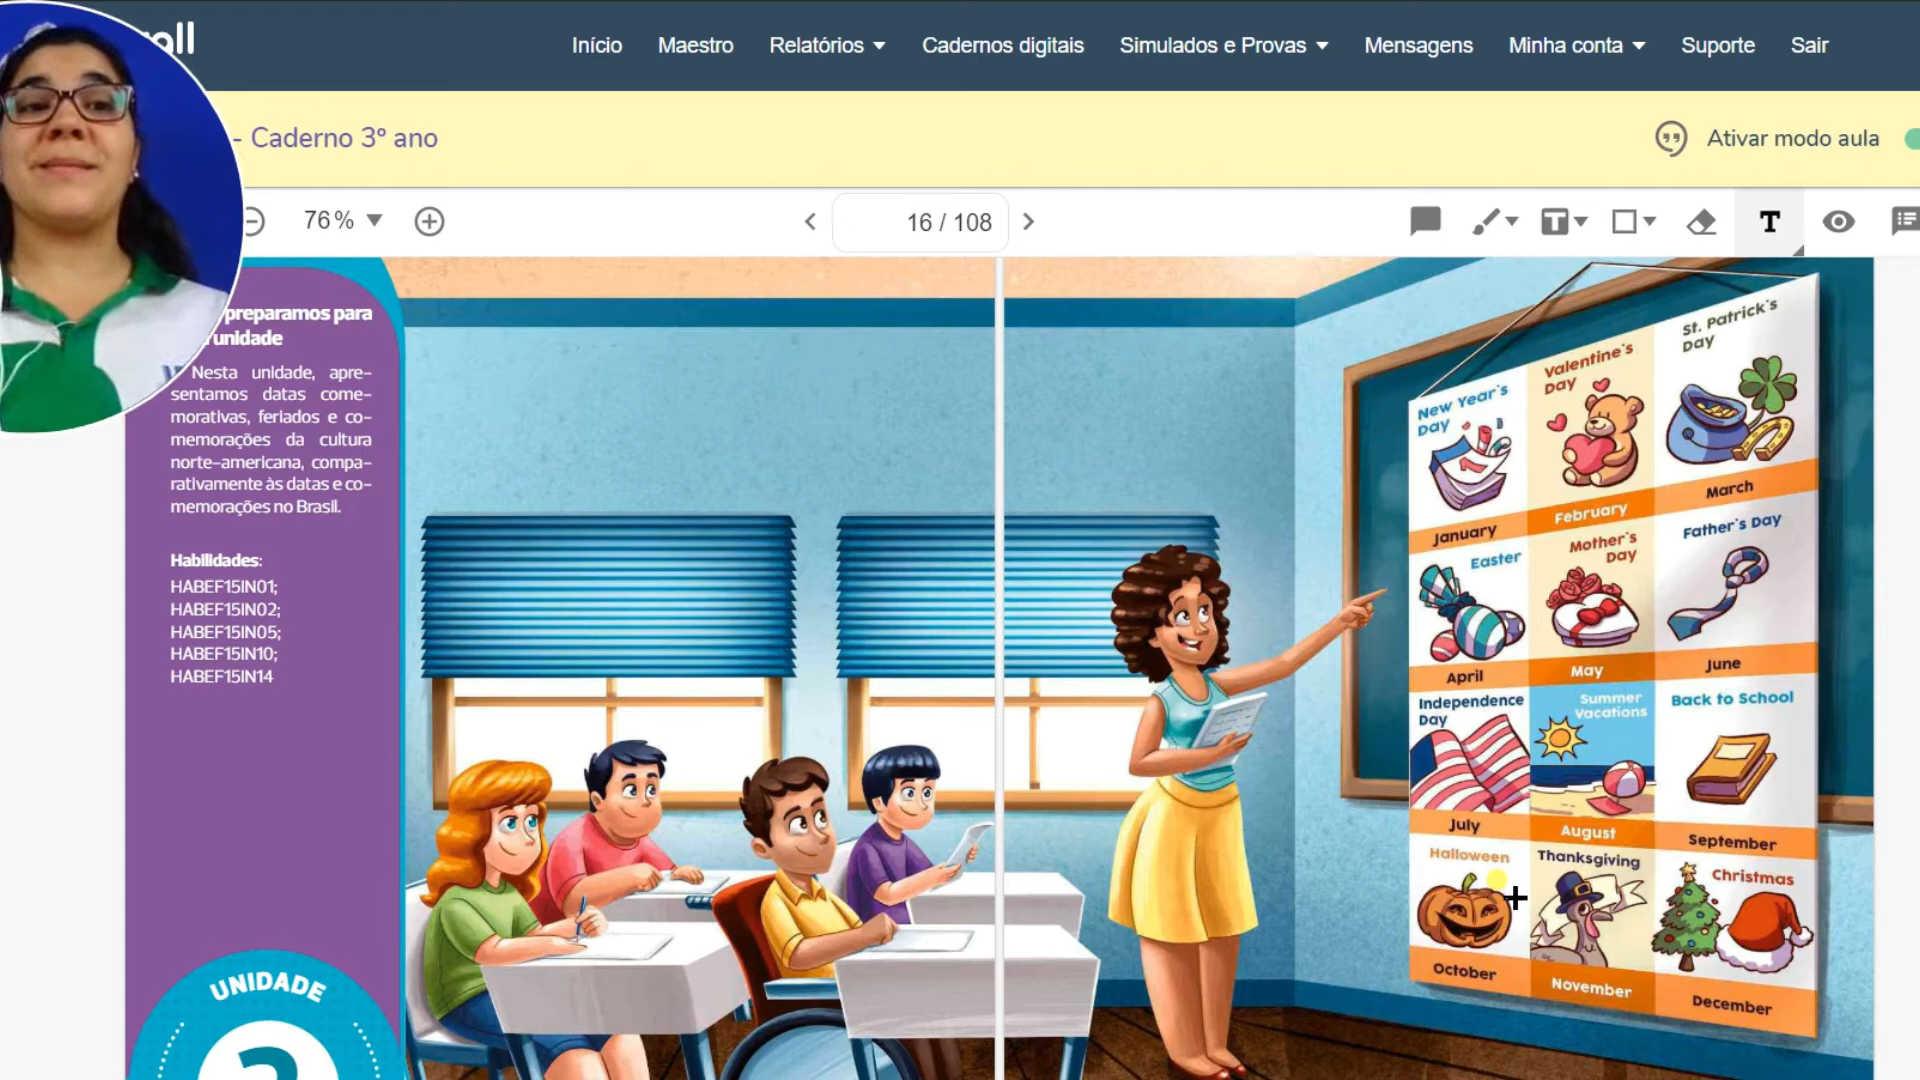 Início Maestro Relatórios Cadernos digitais Simulados e Provas Mensagens Minha conta Suporte Sair
- Caderno 3º ano
Ativar modo aula
76% 16 / 108
T T
preparamos para
unidade
Nesta unidade, apre-
sentamos datas come-
morativas, feriados e co-
memorações da cultura
norte-americana, compa-
rativamente às datas e co-
memorações no Brasil.
Habilidades:
HABEF15IN01;
HABEF15IN02;
HABEF15IN05;
HABEF15IN10;
HABEF15IN14
UNIDADE
New Year's
Day
January
Valentine's
Day
February
St. Patrick's
Day
March
Easter
April
Mother's
Day
May
Father's Day
June
Independence
Day
July
Summer
Vacations
August
Back to School
September
Halloween
October
Thanksgiving
November
Christmas
December